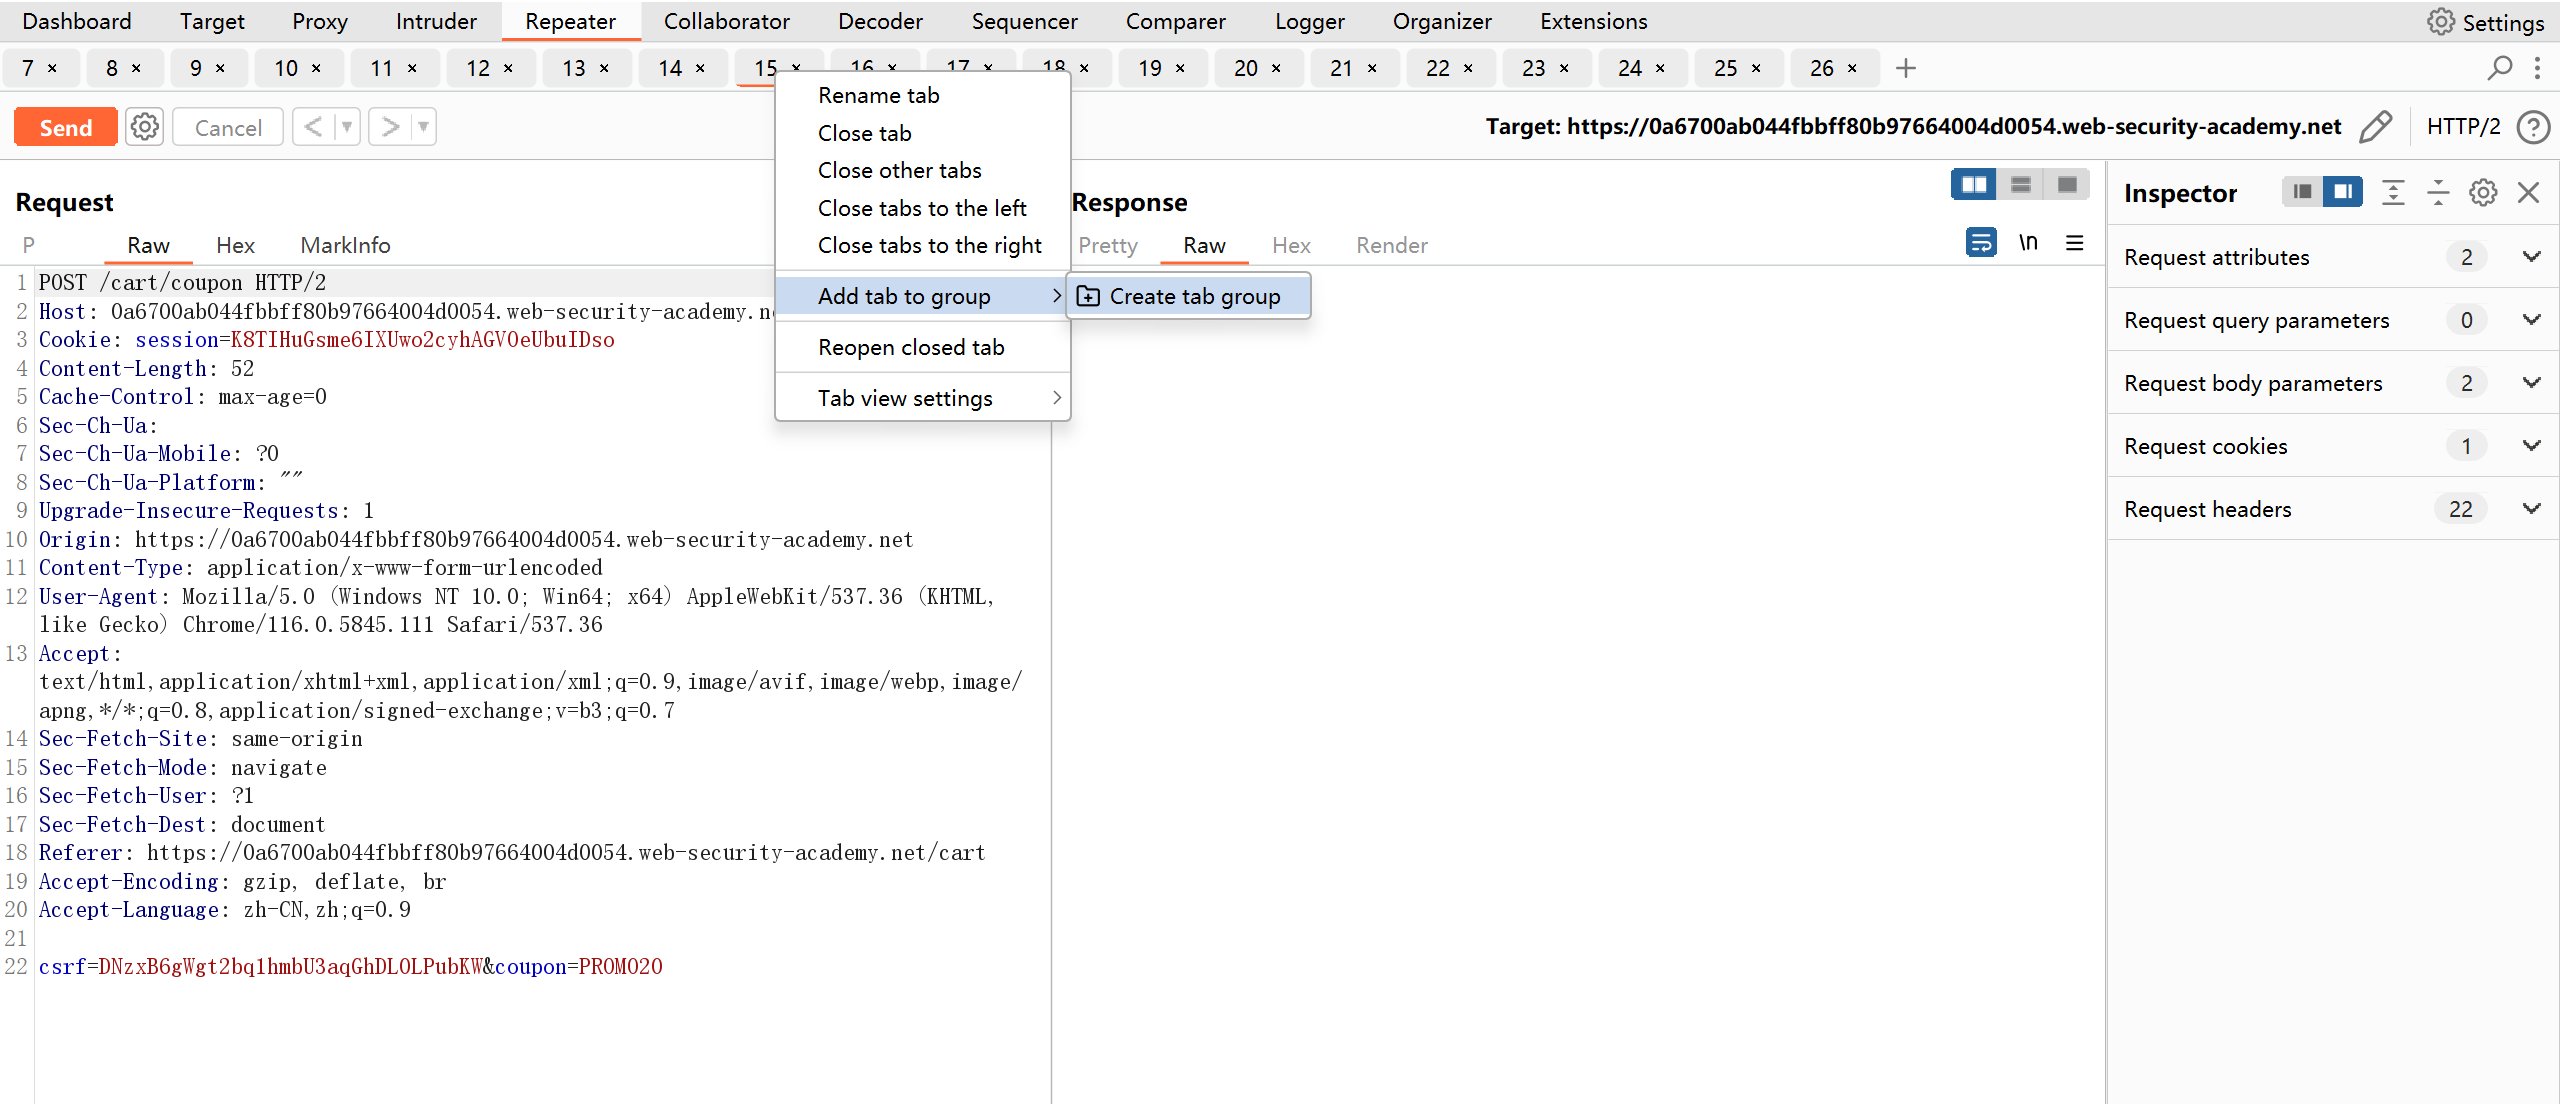 Dashboard Target Proxy Intruder Repeater Collaborator Decoder Sequencer Comparer Logger Organizer Extensions Settings
7 × 8 × 9 × 10 × 11 × 12 × 13 × 14 × 15 × 16 × 17 × 18 × 19 × 20 × 21 × 22 × 23 × 24 × 25 × 26 × +
Send Cancel < > Target: https://0a6700ab044fbbff80b97664004d0054.web-security-academy.net HTTP/2 ?
Rename tab
Close tab
Close other tabs
Close tabs to the left
Close tabs to the right
Add tab to group >
Create tab group
Reopen closed tab
Tab view settings >
Request
P Raw Hex MarkInfo
1 POST /cart/coupon HTTP/2
2 Host: 0a6700ab044fbbff80b97664004d0054.web-security-academy.n
3 Cookie: session=K8TIHuGsme6IXUwo2cyhAGVOeUbuIDso
4 Content-Length: 52
5 Cache-Control: max-age=0
6 Sec-Ch-Ua:
7 Sec-Ch-Ua-Mobile: ?0
8 Sec-Ch-Ua-Platform: ""
9 Upgrade-Insecure-Requests: 1
10 Origin: https://0a6700ab044fbbff80b97664004d0054.web-security-academy.net
11 Content-Type: application/x-www-form-urlencoded
12 User-Agent: Mozilla/5.0 (Windows NT 10.0; Win64; x64) AppleWebKit/537.36 (KHTML,
like Gecko) Chrome/116.0.5845.111 Safari/537.36
13 Accept:
text/html,application/xhtml+xml,application/xml;q=0.9,image/avif,image/webp,image/
apng,*/*;q=0.8,application/signed-exchange;v=b3;q=0.7
14 Sec-Fetch-Site: same-origin
15 Sec-Fetch-Mode: navigate
16 Sec-Fetch-User: ?1
17 Sec-Fetch-Dest: document
18 Referer: https://0a6700ab044fbbff80b97664004d0054.web-security-academy.net/cart
19 Accept-Encoding: gzip, deflate, br
20 Accept-Language: zh-CN,zh;q=0.9
21
22 csrf=DNzxB6gWgt2bq1hmbU3aqGhDLOLPubKW&coupon=PROMO20
Response
Pretty Raw Hex Render \n
Inspector
Request attributes 2
Request query parameters 0
Request body parameters 2
Request cookies 1
Request headers 22